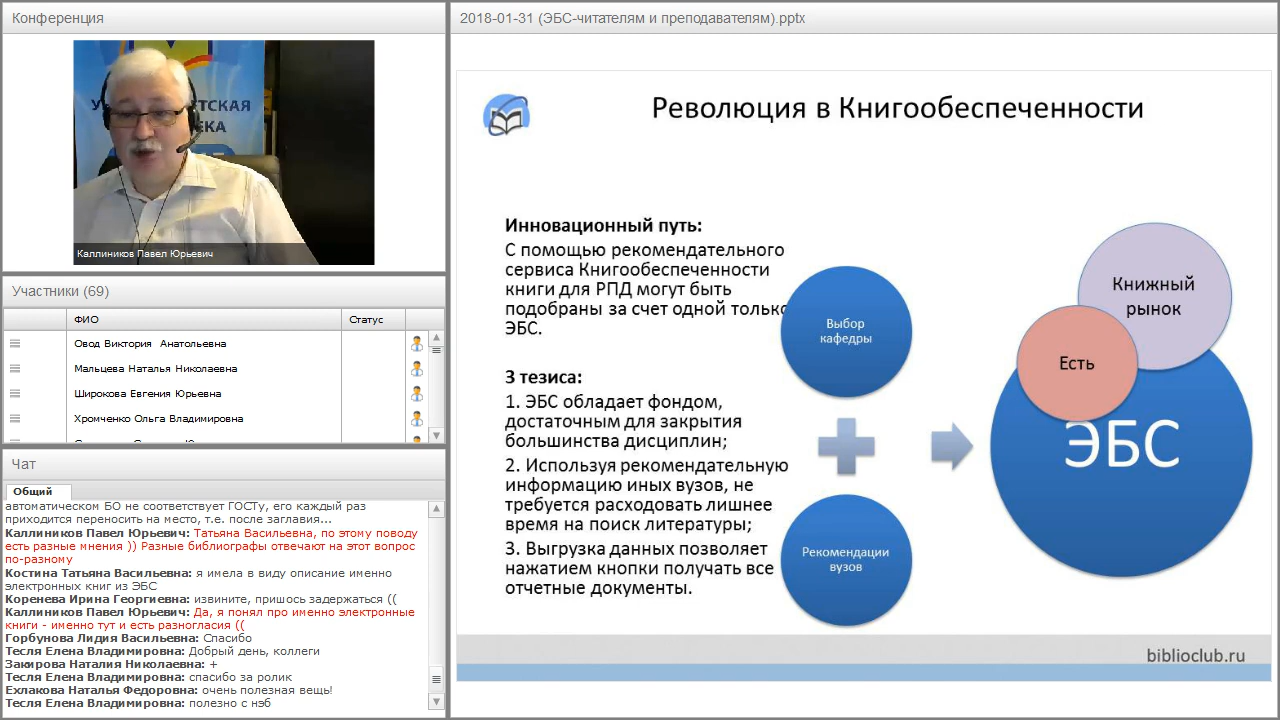 Конференция
Каллиников Павел Юрьевич
Участники (69)
ФИО
Статус
Овод Виктория  Анатольевна
Мальцева Наталья Николаевна
Широкова Евгения Юрьевна
Хромченко Ольга Владимировна
Чат
Общий
автоматическом БО не соответствует ГОСТу, его каждый раз
приходится переносить на место, т.е. после заглавия...
Каллиников Павел Юрьевич: Татьяна Васильевна, по этому поводу
есть разные мнения )) Разные библиографы отвечают на этот вопрос
по-разному
Костина Татьяна Васильевна: я имела в виду описание именно
электронных книг из ЭБС
Коренева Ирина Георгиевна: извините, пришось задержаться ((
Каллиников Павел Юрьевич: Да, я понял про именно электронные
книги - именно тут и есть разногласия ((
Горбунова Лидия Васильевна: Спасибо
Тесля Елена Владимировна: Добрый день, коллеги
Закирова Наталия Николаевна: +
Тесля Елена Владимировна: спасибо за ролик
Ехлакова Наталья Федоровна: очень полезная вещь!
Тесля Елена Владимировна: полезно с нэб
2018-01-31 (ЭБС-читателям и преподавателям).pptx
Революция в Книгообеспеченности
Инновационный путь:
С помощью рекомендательного
сервиса Книгообеспеченности
книги для РПД могут быть
подобраны за счет одной только
ЭБС.
3 тезиса:
1. ЭБС обладает фондом,
достаточным для закрытия
большинства дисциплин;
2. Используя рекомендательную
информацию иных вузов, не
требуется расходовать лишнее
время на поиск литературы;
3. Выгрузка данных позволяет
нажатием кнопки получать все
отчетные документы.
Выбор
кафедры
Рекомендации
вузов
Книжный
рынок
Есть
ЭБС
biblioclub.ru